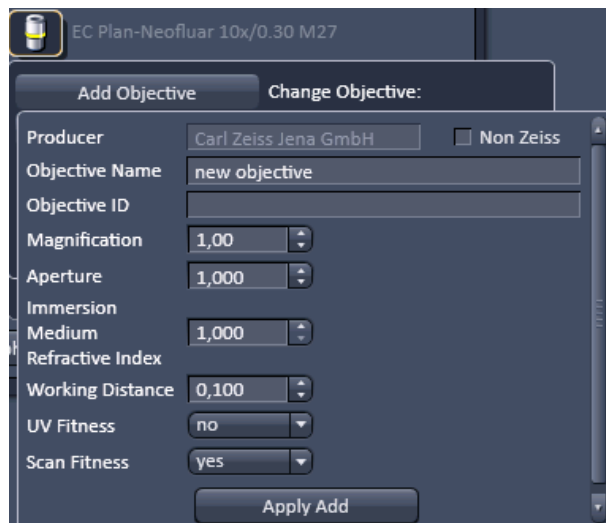 EC Plan-Neofluar 10x/0.30 M27
Add Objective Change Objective:
Producer Carl Zeiss Jena GmbH Non Zeiss
Objective Name new objective
Objective ID
Magnification 1,00
Aperture 1,000
Immersion
Medium 1,000
Refractive Index
Working Distance 0,100
UV Fitness no
Scan Fitness yes
Apply Add